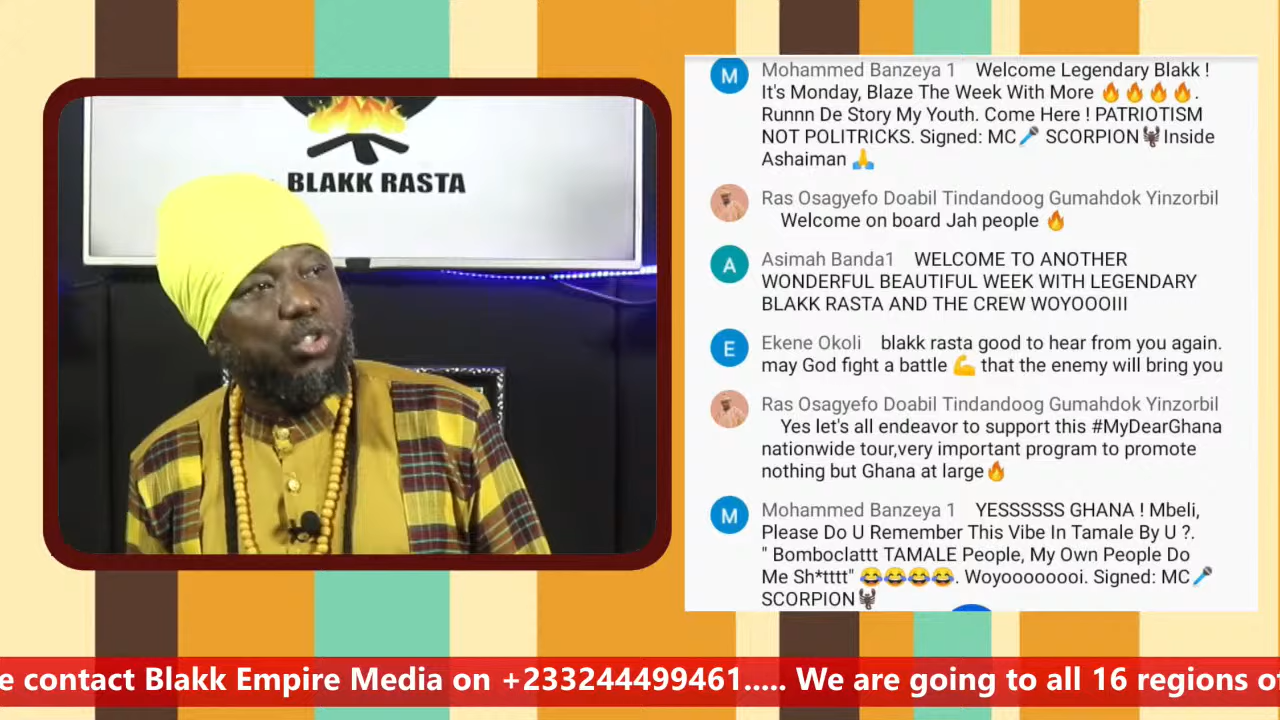 BLAKK RASTA
M
Mohammed Banzeya 1 Welcome Legendary Blakk !
It's Monday, Blaze The Week With More 🔥🔥🔥🔥.
Runnn De Story My Youth. Come Here ! PATRIOTISM
NOT POLITRICKS. Signed: MC🎤 SCORPION🦂Inside
Ashaiman 🙏
Ras Osagyefo Doabil Tindandoog Gumahdok Yinzorbil
Welcome on board Jah people 🔥
A
Asimah Banda1 WELCOME TO ANOTHER
WONDERFUL BEAUTIFUL WEEK WITH LEGENDARY
BLAKK RASTA AND THE CREW WOYOOOIII
E
Ekene Okoli blakk rasta good to hear from you again.
may God fight a battle 💪 that the enemy will bring you
Ras Osagyefo Doabil Tindandoog Gumahdok Yinzorbil
Yes let's all endeavor to support this #MyDearGhana
nationwide tour,very important program to promote
nothing but Ghana at large🔥
M
Mohammed Banzeya 1 YESSSSSS GHANA ! Mbeli,
Please Do U Remember This Vibe In Tamale By U ?.
" Bomboclattt TAMALE People, My Own People Do
Me Sh*tttt" 😂😂😂😂. Woyoooooooi. Signed: MC🎤
SCORPION🦂
e contact Blakk Empire Media on +233244499461..... We are going to all 16 regions of